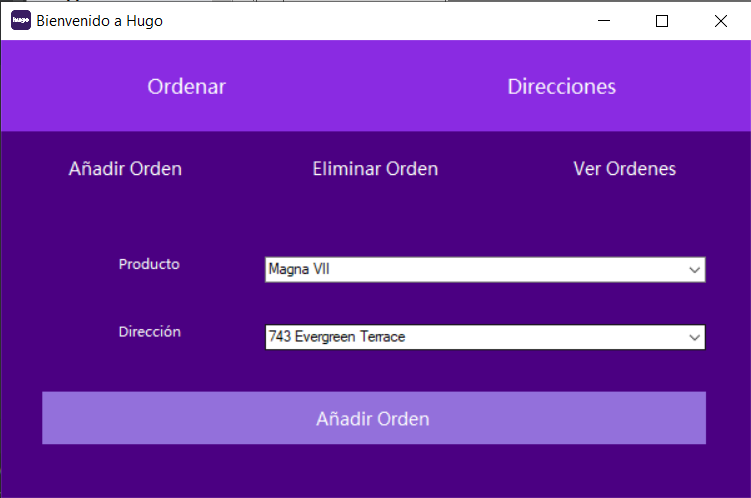 hugo Bienvenido a Hugo
Ordenar Direcciones
Añadir Orden Eliminar Orden Ver Ordenes
Producto Magna VII
Dirección 743 Evergreen Terrace
Añadir Orden